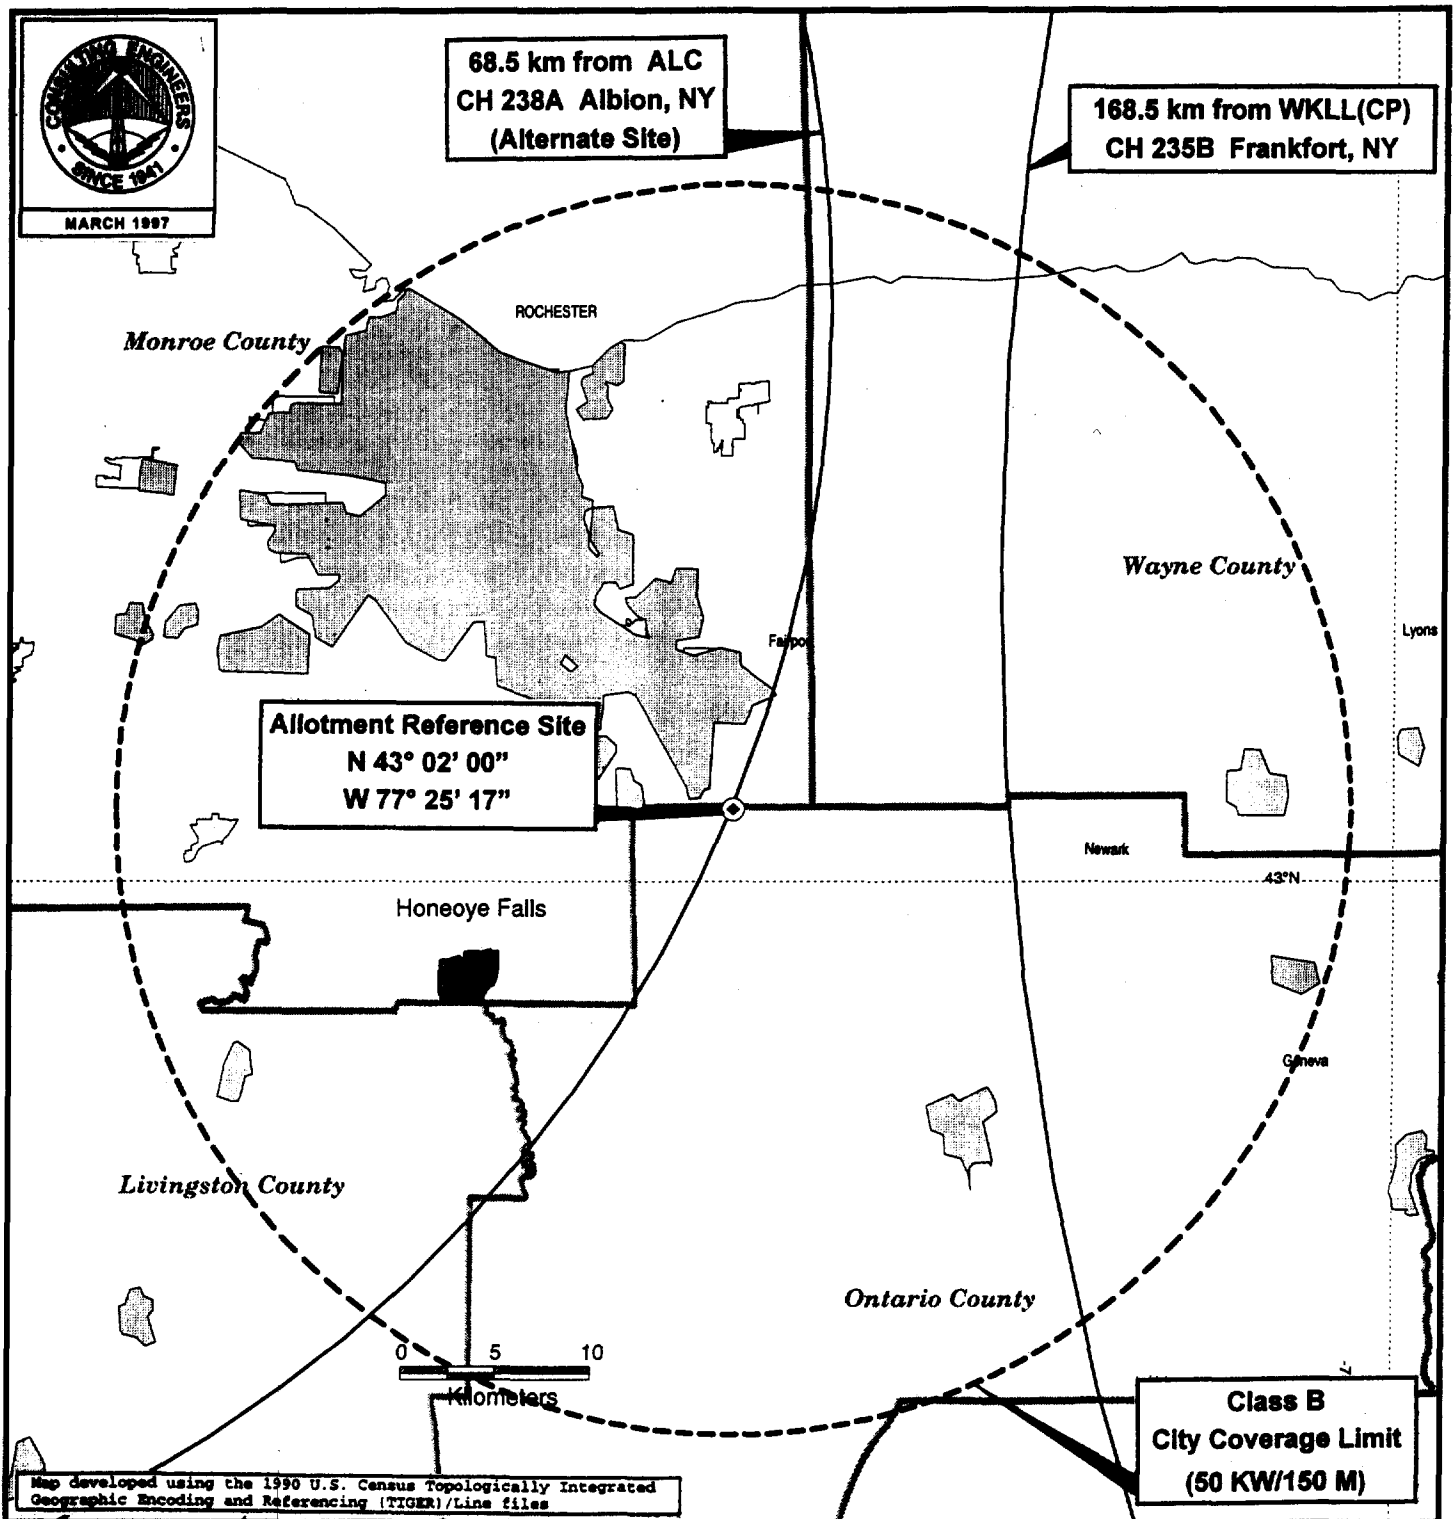 CONSULTING ENGINEERS
SINCE 1941
MARCH 1997
68.5 km from ALC
CH 238A Albion, NY
(Alternate Site)
168.5 km from WKLL(CP)
CH 235B Frankfort, NY
ROCHESTER
Monroe County
Wayne County
Lyons
Allotment Reference Site
N 43° 02' 00"
W 77° 25' 17"
Newark
43°N
Honeoye Falls
Geneva
Livingston County
Ontario County
0 5 10
Kilometers
Class B
City Coverage Limit
(50 KW/150 M)
Map developed using the 1990 U.S. Census Topologically Integrated
Geographic Encoding and Referencing (TIGER)/Line files